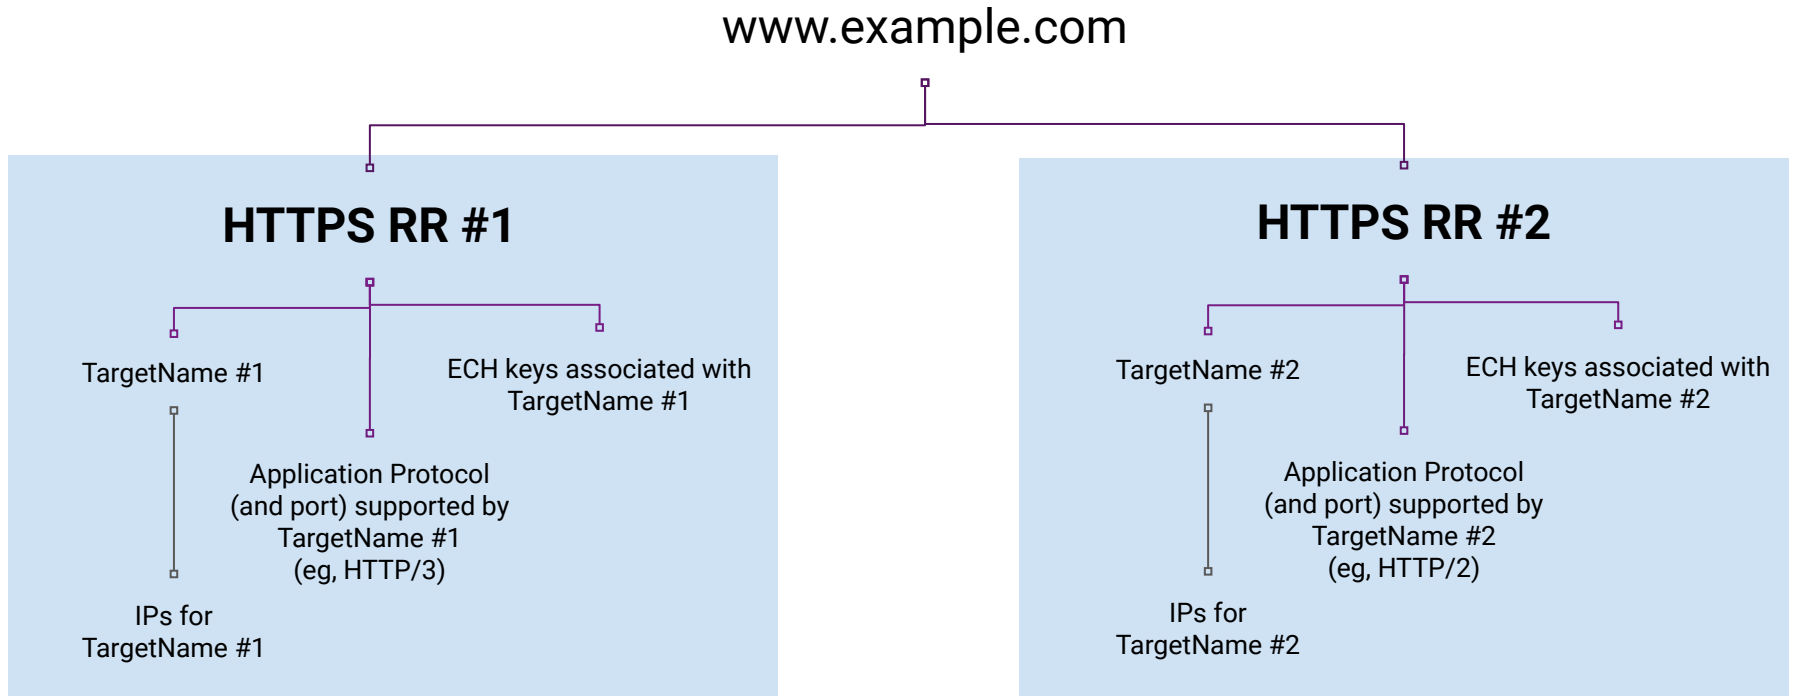 www.example.com
HTTPS RR #1
TargetName #1
ECH keys associated with
TargetName #1
Application Protocol
(and port) supported by
TargetName #1
(eg, HTTP/3)
IPs for
TargetName #1
HTTPS RR #2
TargetName #2
ECH keys associated with
TargetName #2
Application Protocol
(and port) supported by
TargetName #2
(eg, HTTP/2)
IPs for
TargetName #2